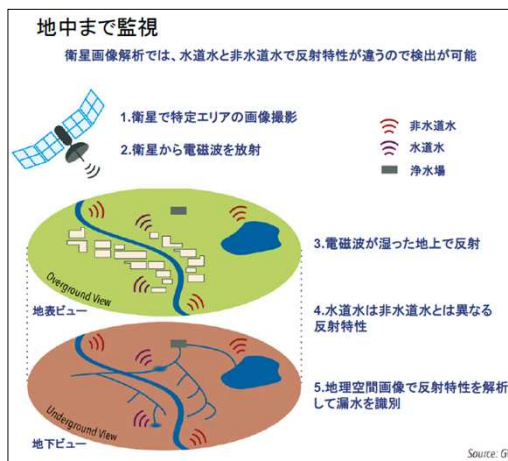 地中まで監視
衛星画像解析では、水道水と非水道水で反射特性が違うので検出が可能
1.衛星で特定エリアの画像撮影
2.衛星から電磁波を放射
非水道水
水道水
浄水場
3.電磁波が湿った地上で反射
Overground View
地表ビュー
4.水道水は非水道水とは異なる
反射特性
5.地理空間画像で反射特性を解析
して漏水を識別
Underground View
地下ビュー
Source: